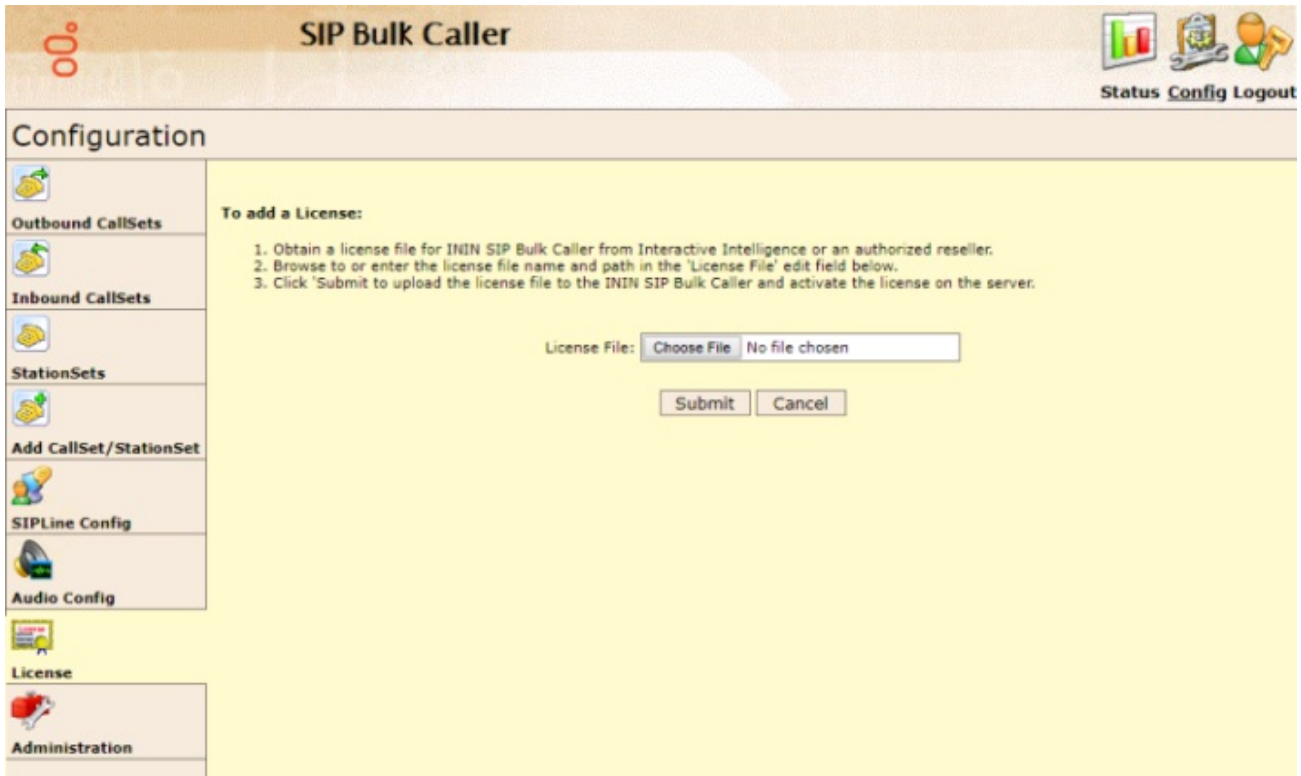 SIP Bulk Caller
Status Config Logout
Configuration
Outbound CallSets
Inbound CallSets
StationSets
Add CallSet/StationSet
SIPLine Config
Audio Config
License
Administration
To add a License:
1. Obtain a license file for ININ SIP Bulk Caller from Interactive Intelligence or an authorized reseller.
2. Browse to or enter the license file name and path in the 'License File' edit field below.
3. Click 'Submit to upload the license file to the ININ SIP Bulk Caller and activate the license on the server.
License File: Choose File No file chosen
Submit Cancel